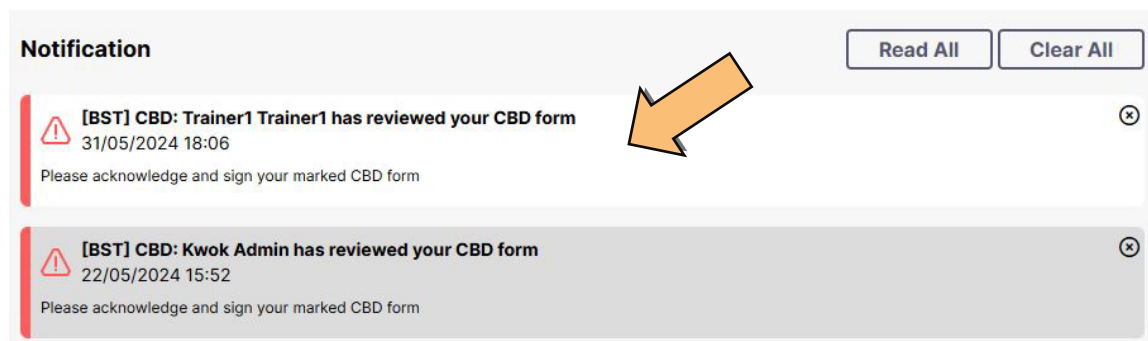 Notification
Read All
Clear All
[BST] CBD: Trainer1 Trainer1 has reviewed your CBD form
31/05/2024 18:06
Please acknowledge and sign your marked CBD form
[BST] CBD: Kwok Admin has reviewed your CBD form
22/05/2024 15:52
Please acknowledge and sign your marked CBD form